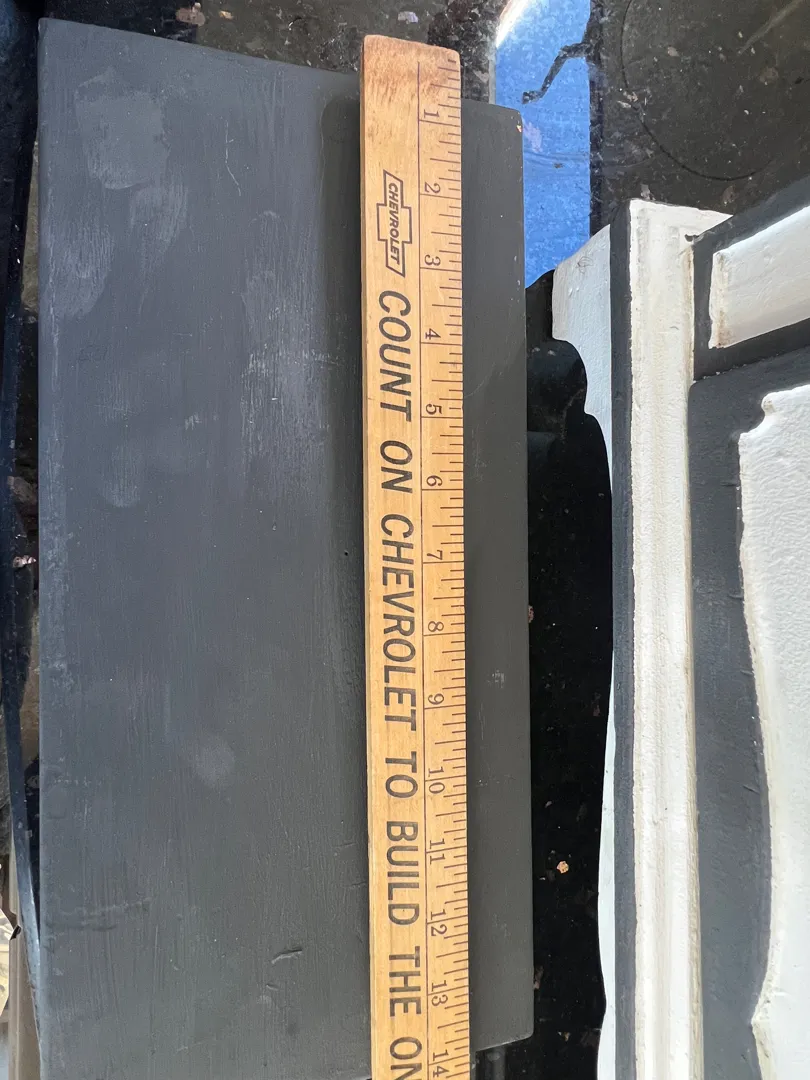 CHEVROLET
COUNT ON CHEVROLET TO BUILD THE ON
1 2 3 4 5 6 7 8 9 10 11 12 13 14